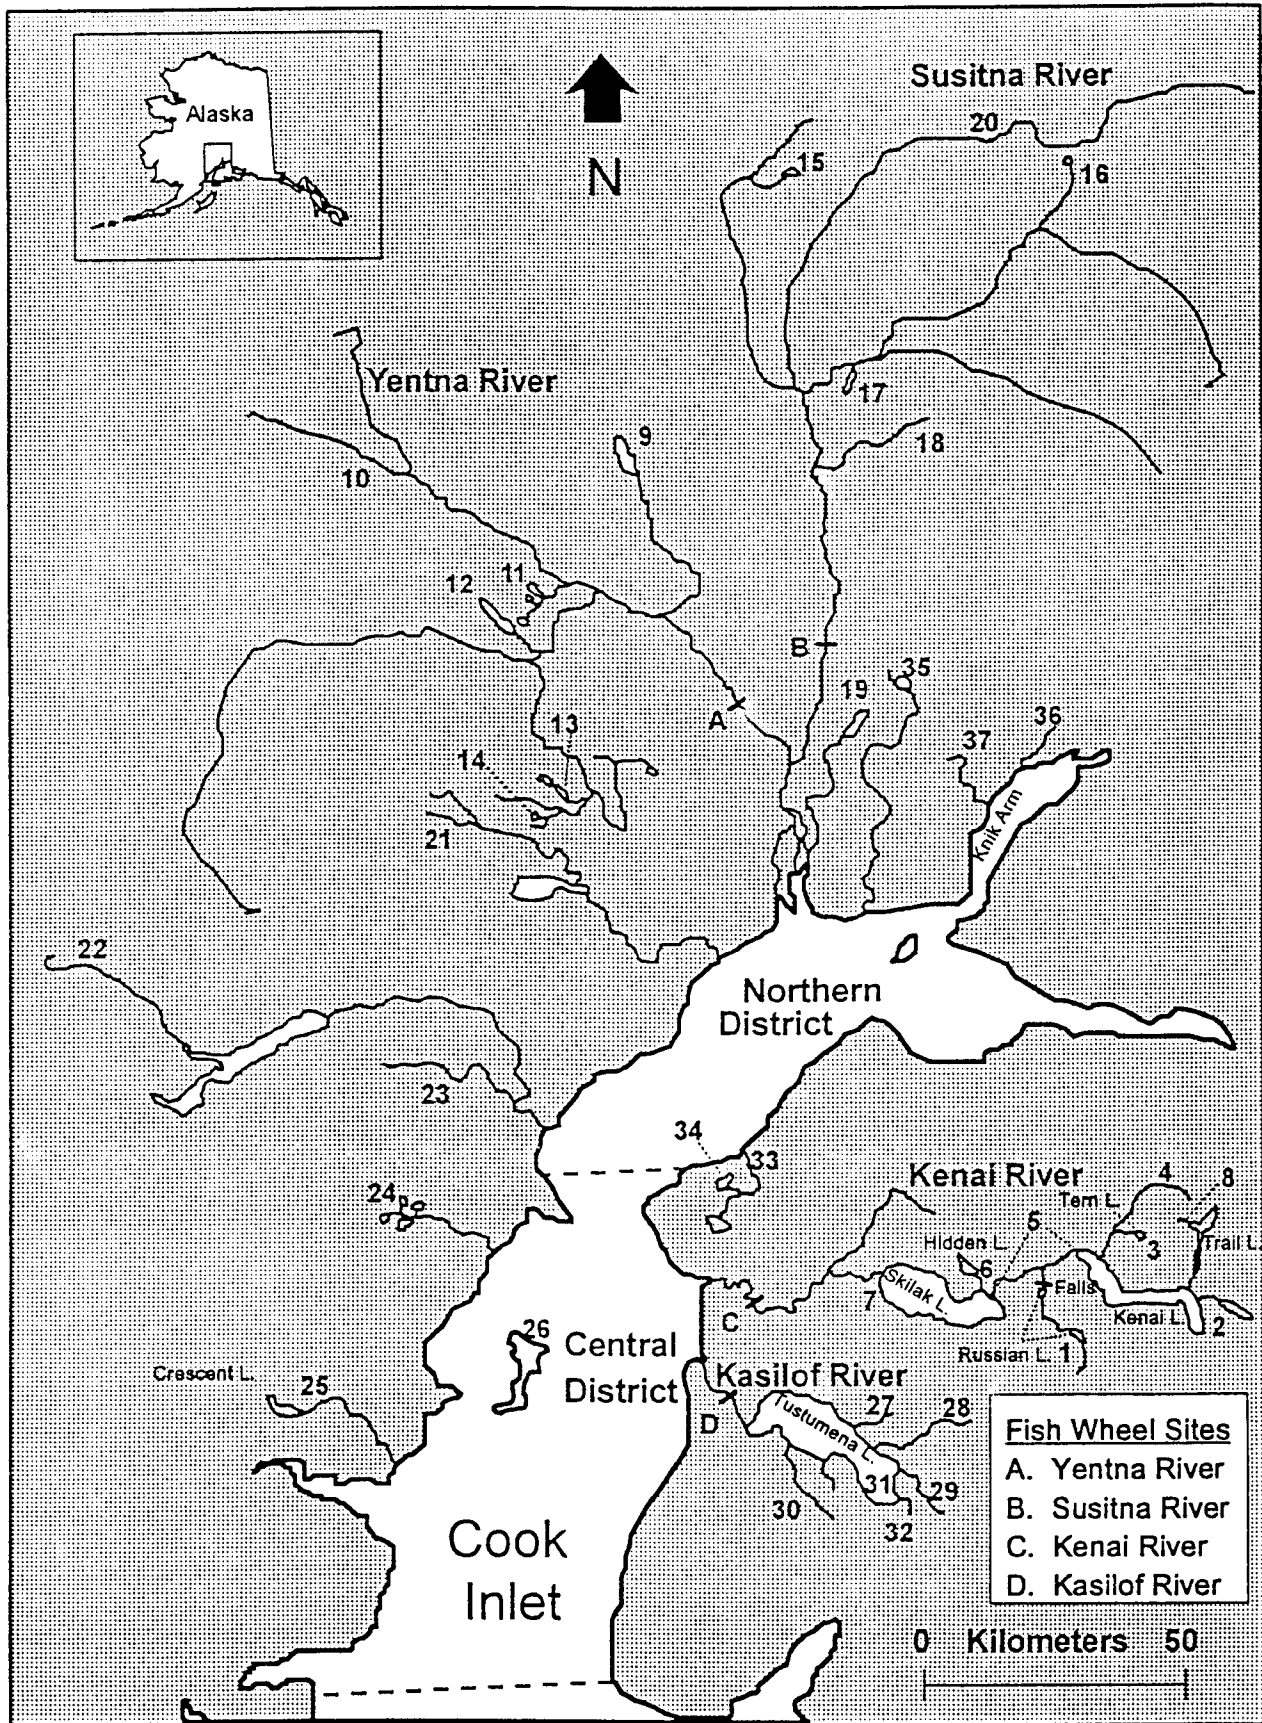 Alaska
N
Susitna River
20
15
16
Yentna River
17
9
18
10
11
12
B
35
19
A
36
13
37
14
Knik Arm
21
22
Northern
District
23
34
33
Kenai River
4
8
Tern L.
24
5
3
Hidden L.
Trail L.
6
Skilak L.
Falls
7
C
Kenai L.
2
26
Central
District
Russian L.
1
Crescent L.
Kasilof River
25
27
28
D
Tustumena L.
31
29
30
32
Fish Wheel Sites
A. Yentna River
B. Susitna River
C. Kenai River
D. Kasilof River
Cook
Inlet
0 Kilometers 50